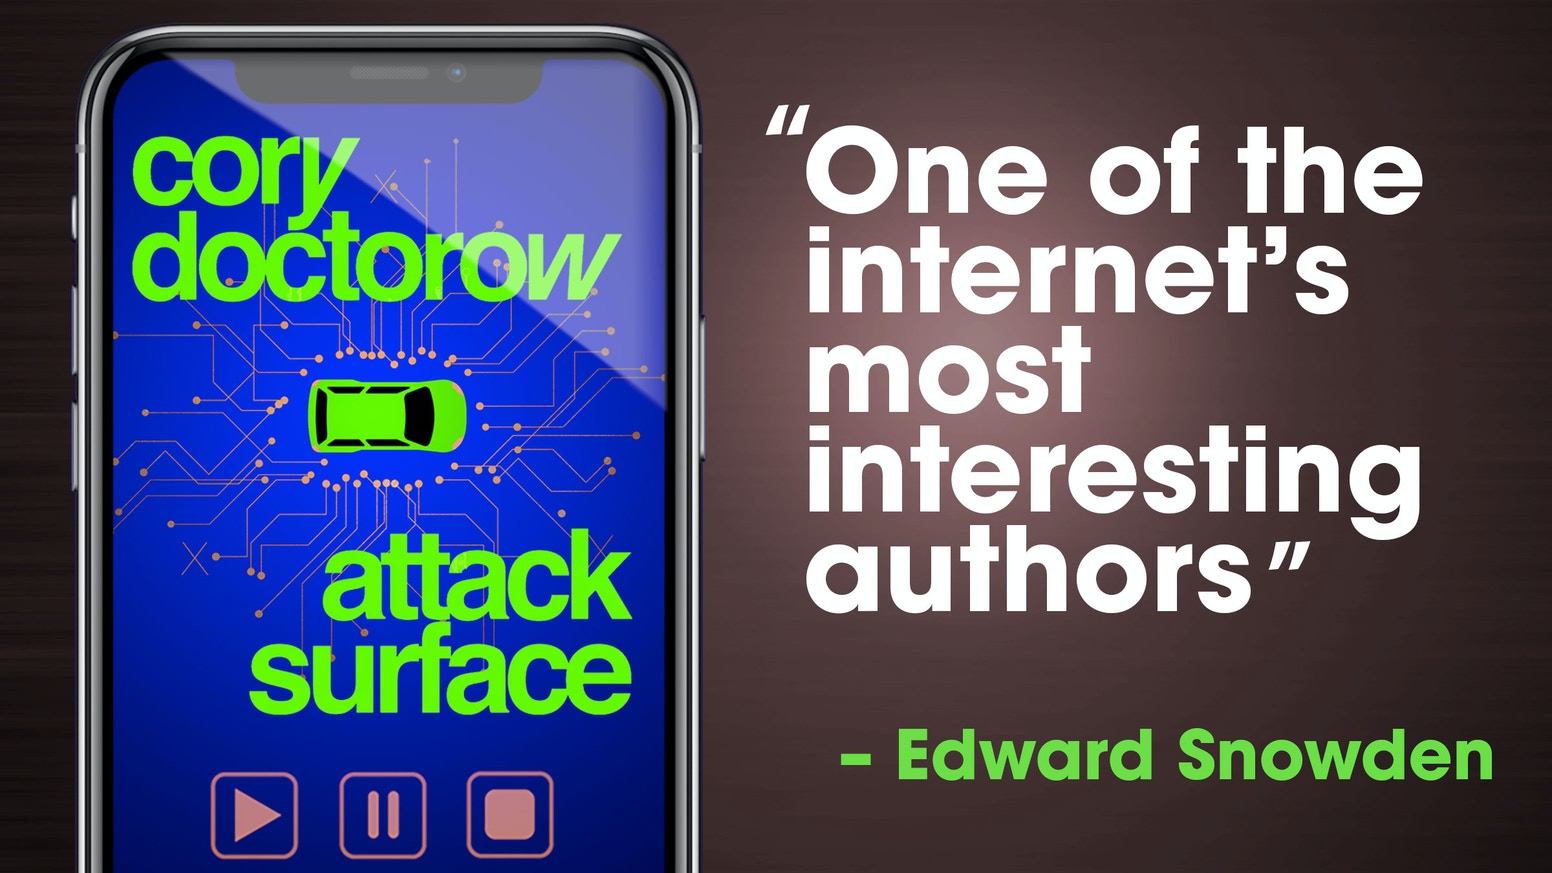 cory
doctorow
attack
surface
“One of the
internet’s
most
interesting
authors”
– Edward Snowden